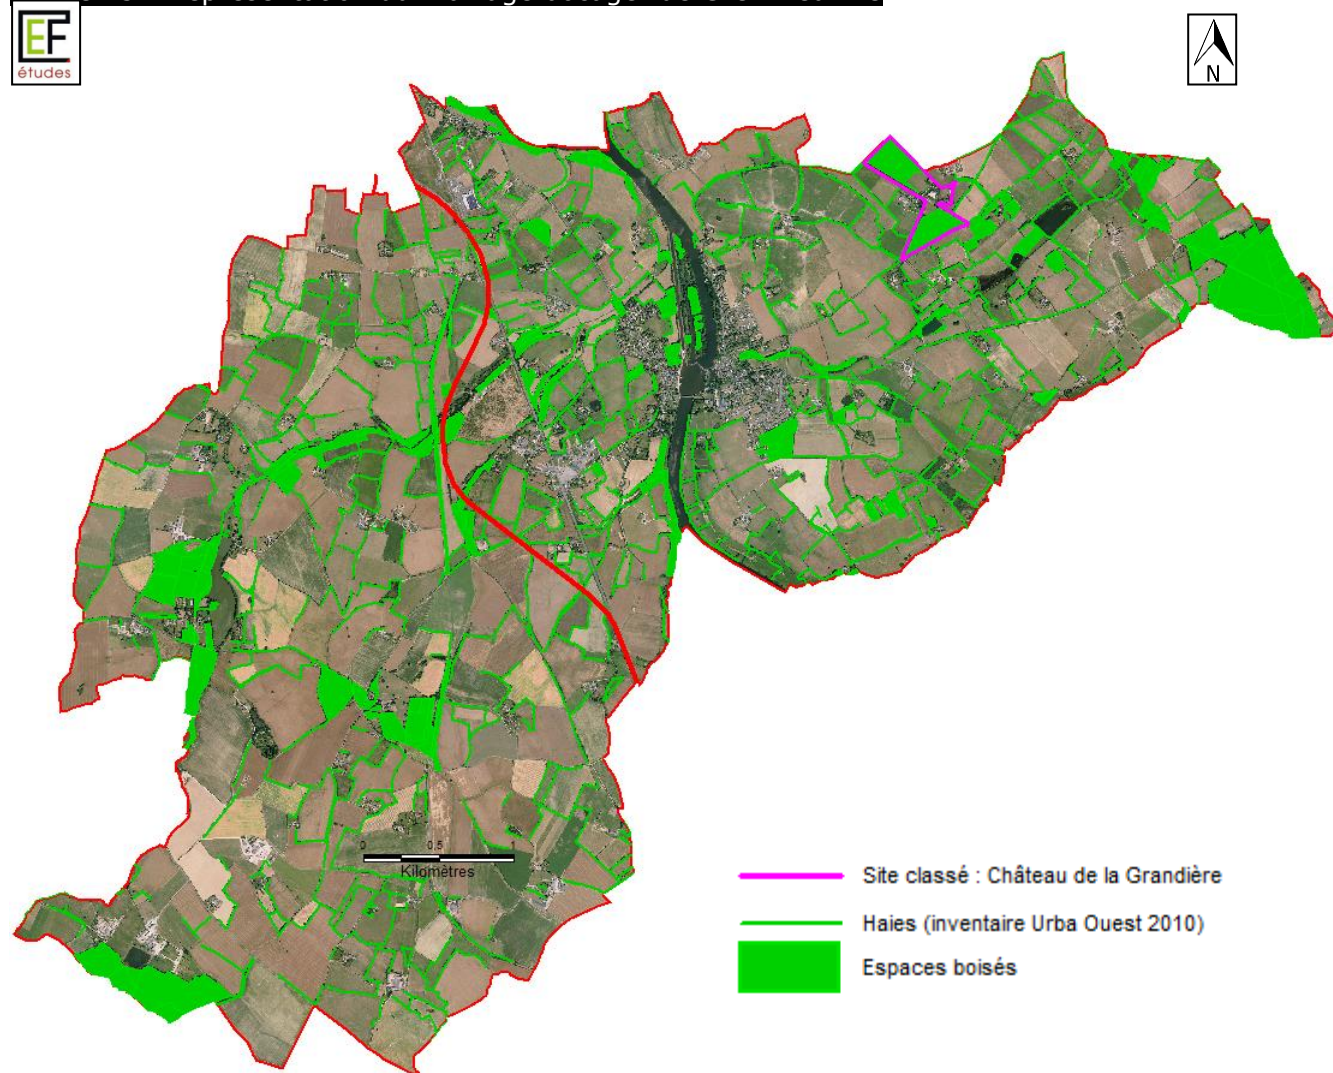 EF
études
N
0 0.5 1
Kilomètres
Site classé : Château de la Grandière
Haies (inventaire Urba Ouest 2010)
Espaces boisés